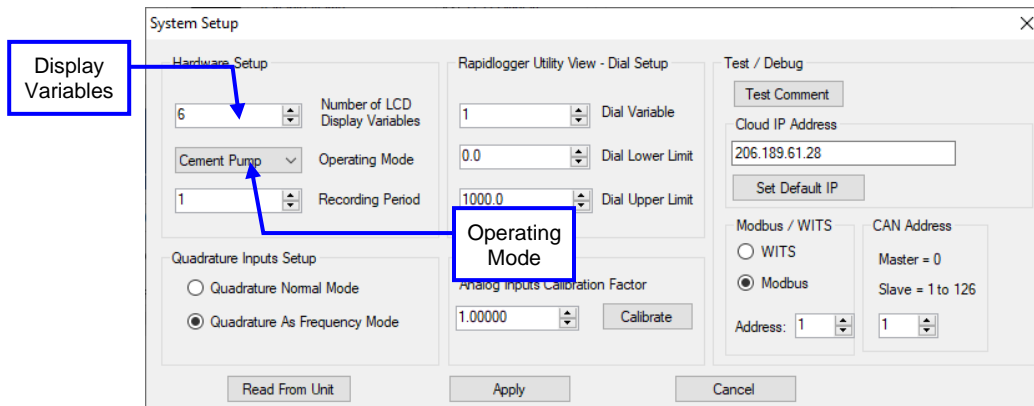 System Setup
Display
Variables
Hardware Setup
6
Number of LCD
Display Variables
Cement Pump
Operating Mode
1
Recording Period
Operating
Mode
Rapidlogger Utility View - Dial Setup
1
Dial Variable
0.0
Dial Lower Limit
1000.0
Dial Upper Limit
Quadrature Inputs Setup
Quadrature Normal Mode
Quadrature As Frequency Mode
Analog Inputs Calibration Factor
1.00000
Calibrate
Test / Debug
Test Comment
Cloud IP Address
206.189.61.28
Set Default IP
Modbus / WITS
WITS
Modbus
Address: 1
CAN Address
Master = 0
Slave = 1 to 126
1
Read From Unit
Apply
Cancel